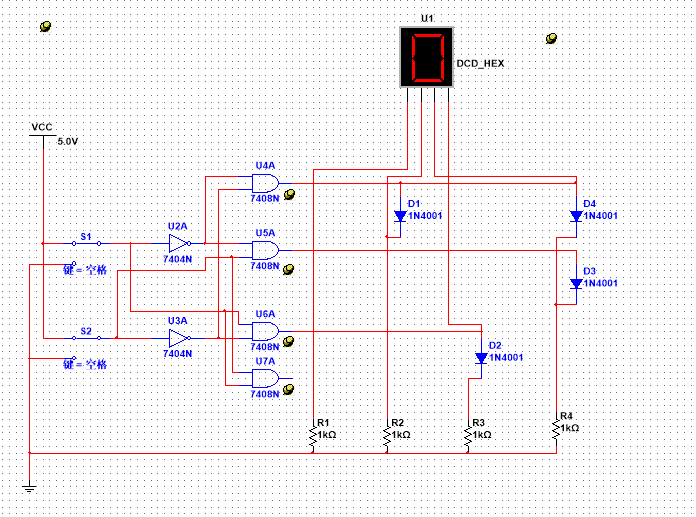 U1
DCD_HEX
VCC
5.0V
U4A
7408N
D1
1N4001
D4
1N4001
S1
键 = 空格
U2A
7404N
U5A
7408N
D3
1N4001
S2
键 = 空格
U3A
7404N
U6A
7408N
D2
1N4001
U7A
7408N
R1
1kΩ
R2
1kΩ
R3
1kΩ
R4
1kΩ